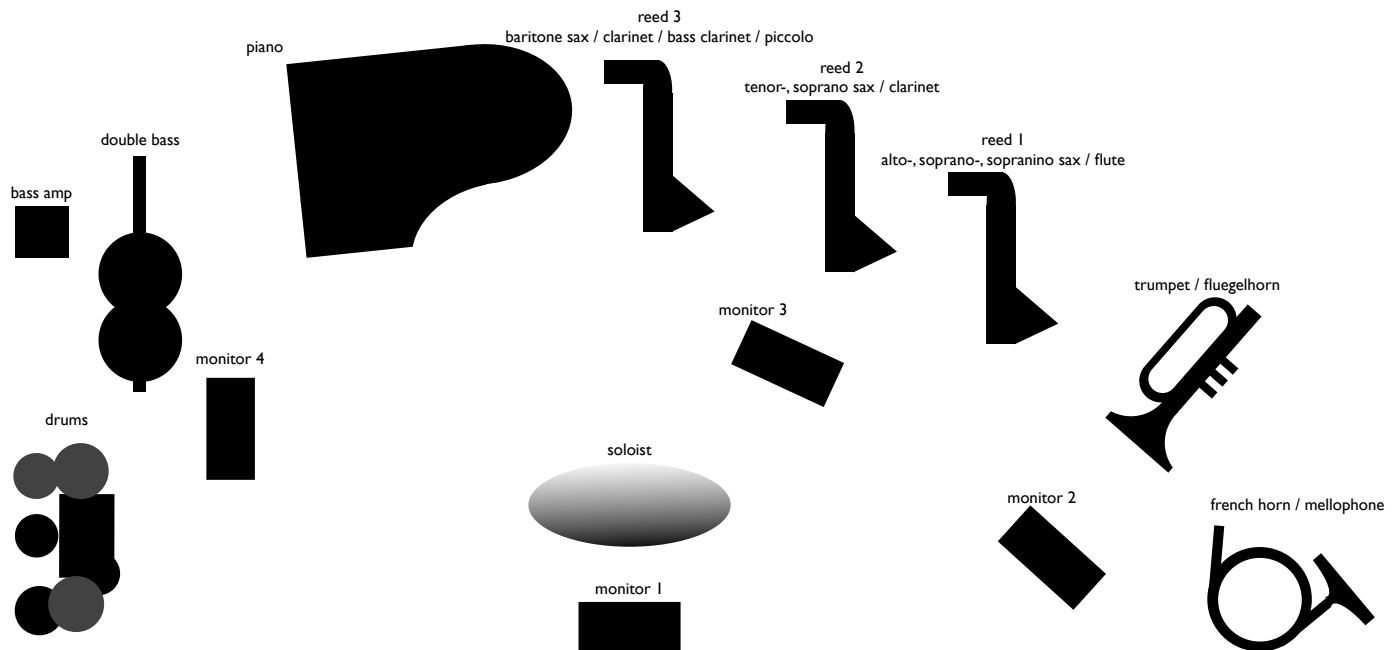 reed 3
baritone sax / clarinet / bass clarinet / piccolo
piano
reed 2
tenor-, soprano sax / clarinet
double bass
reed 1
alto-, soprano-, sopranino sax / flute
bass amp
trumpet / fluegelhorn
monitor 3
monitor 4
drums
soloist
monitor 2
french horn / mellophone
monitor 1